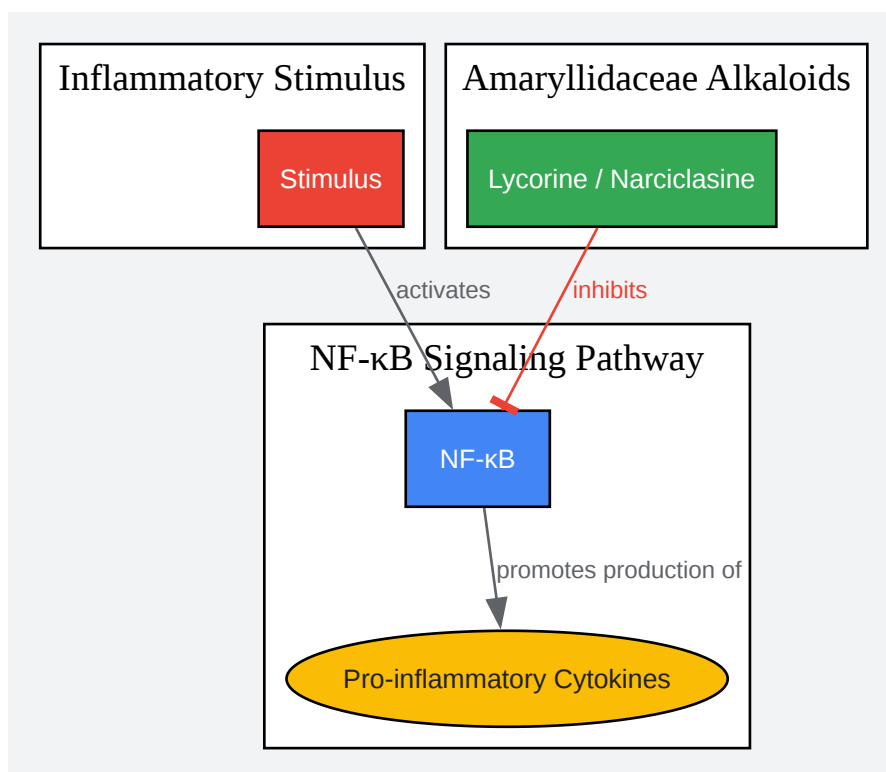 Inflammatory Stimulus
Amaryllidaceae Alkaloids
Stimulus
Lycorine / Narciclasine
activates
inhibits
NF-κB Signaling Pathway
NF-κB
promotes production of
Pro-inflammatory Cytokines